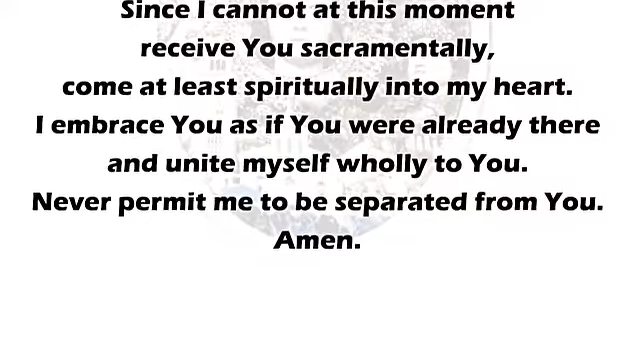 Since I cannot at this moment
receive You sacramentally,
come at least spiritually into my heart.
I embrace You as if You were already there
and unite myself wholly to You.
Never permit me to be separated from You.
Amen.